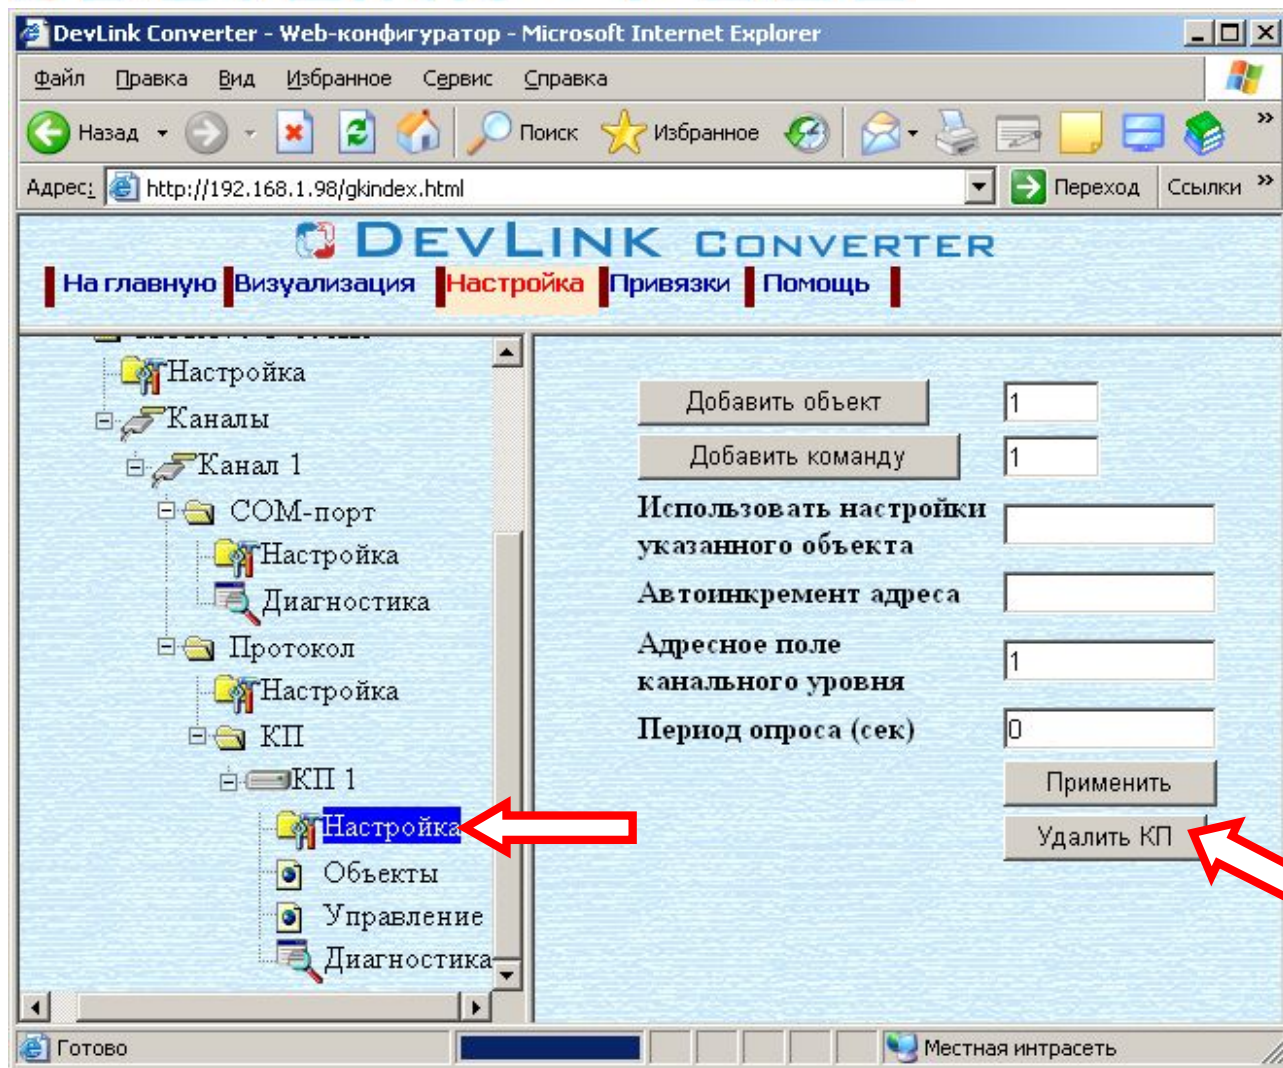 DevLink Converter - Web-конфигуратор - Microsoft Internet Explorer
Файл Правка Вид Избранное Сервис Справка
Назад Поиск Избранное »
Адрес: http://192.168.1.98/gkindex.html Переход Ссылки »
DEVLINK CONVERTER
На главную Визуализация Настройка Привязки Помощь
Настройка
Каналы
Канал 1
COM-порт
Настройка
Диагностика
Протокол
Настройка
КП
КП 1
Настройка
Объекты
Управление
Диагностика
Добавить объект 1
Добавить команду 1
Использовать настройки
указанного объекта
Автоинкремент адреса
Адресное поле
канального уровня 1
Период опроса (сек) 0
Применить
Удалить КП
Готово Местная интрасеть